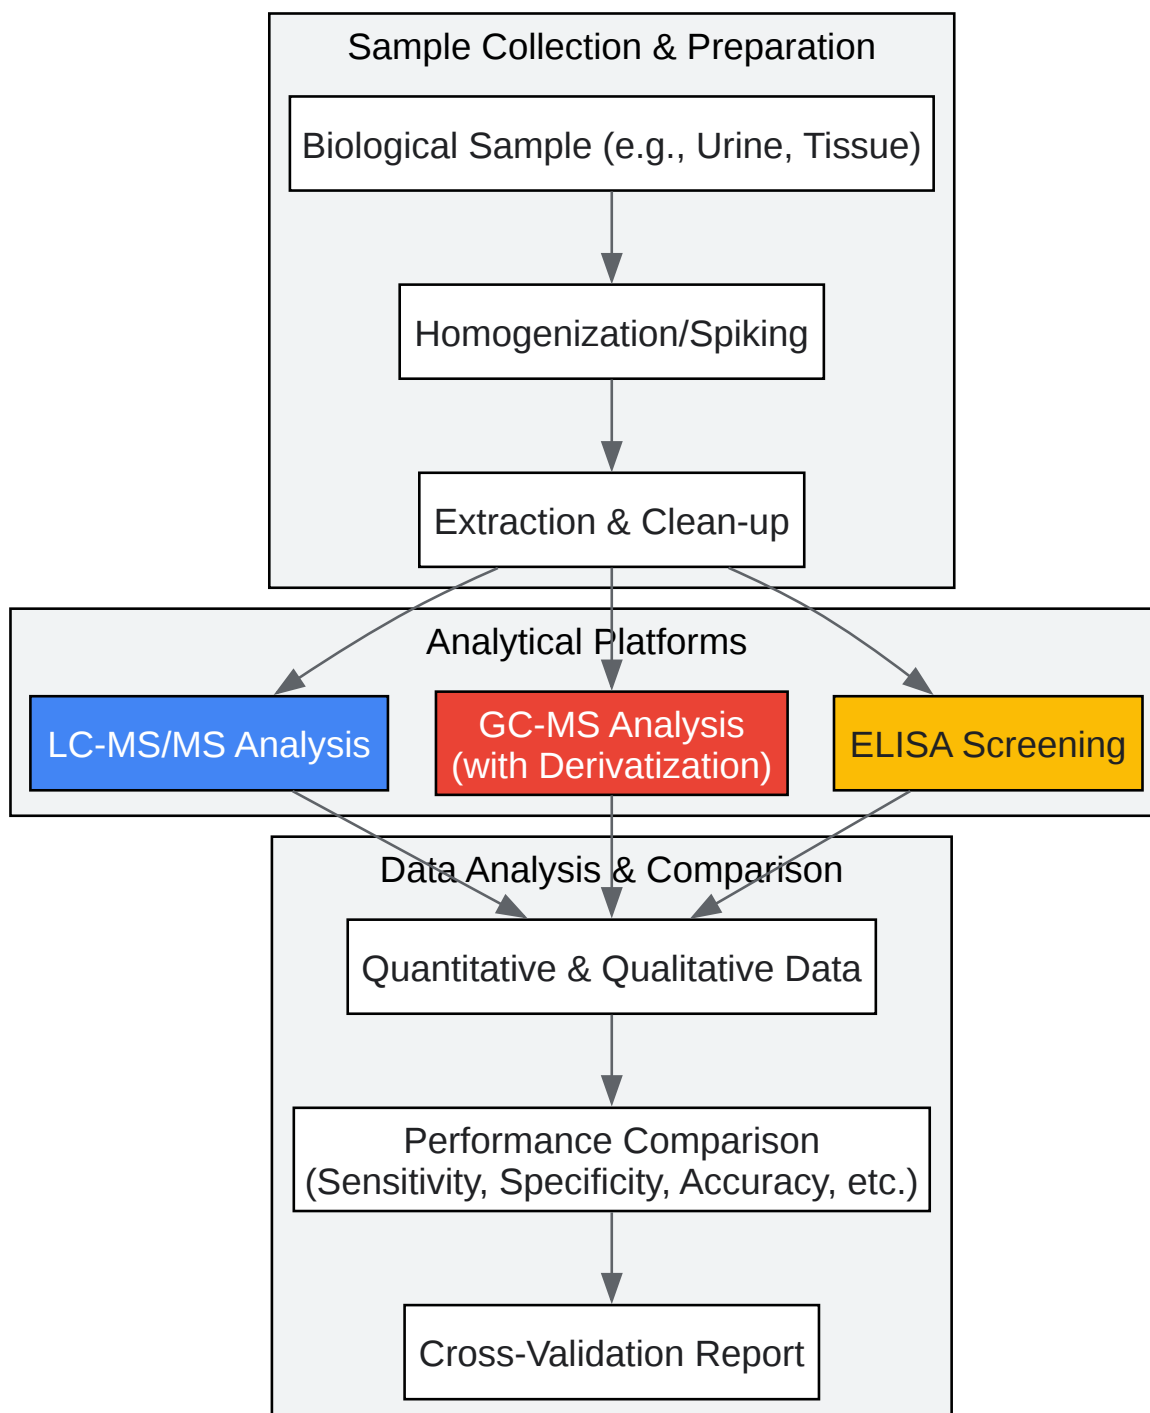 Sample Collection & Preparation
Biological Sample (e.g., Urine, Tissue)
Homogenization/Spiking
Extraction & Clean-up
Analytical Platforms
LC-MS/MS Analysis
GC-MS Analysis
(with Derivatization)
ELISA Screening
Data Analysis & Comparison
Quantitative & Qualitative Data
Performance Comparison
(Sensitivity, Specificity, Accuracy, etc.)
Cross-Validation Report